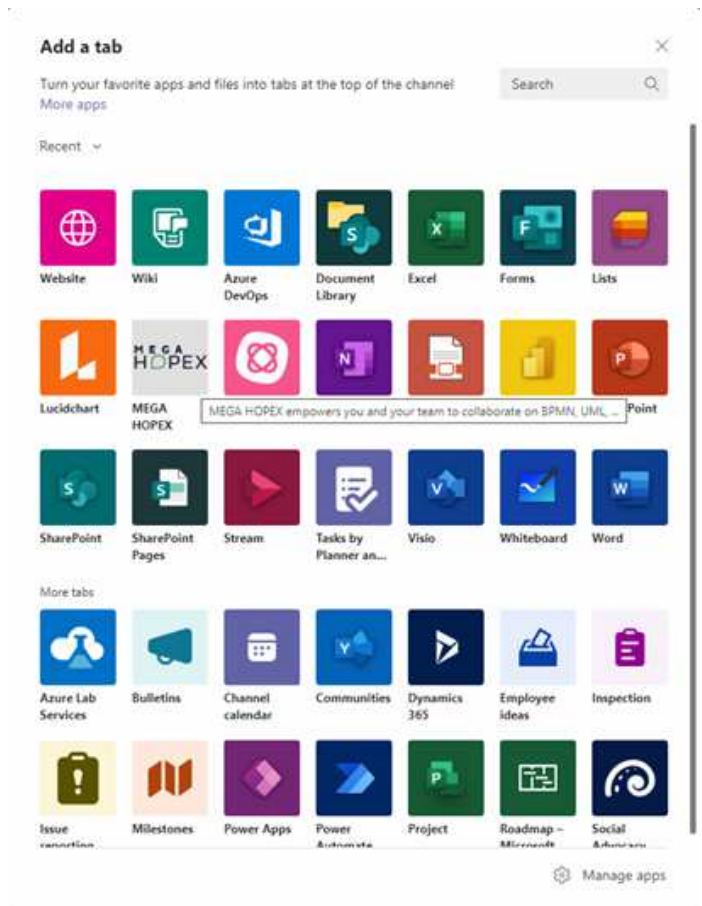 Add a tab
Turn your favorite apps and files into tabs at the top of the channel
Search
More apps
Recent
Website Wiki Azure Document Excel Forms Lists
DevOps Library
MEGA
HOPEX
Lucidchart MEGA Point
HOPEX
MEGA HOPEX empowers you and your team to collaborate on BPMN, UML, ...
SharePoint SharePoint Stream Tasks by Visio Whiteboard Word
Pages Planner an...
More tabs
Azure Lab Bulletins Channel Communities Dynamics Employee Inspection
Services calendar 365 ideas
Issue Milestones Power Apps Power Project Roadmap – Social
reporting Automate Microsoft Advocacy
Manage apps